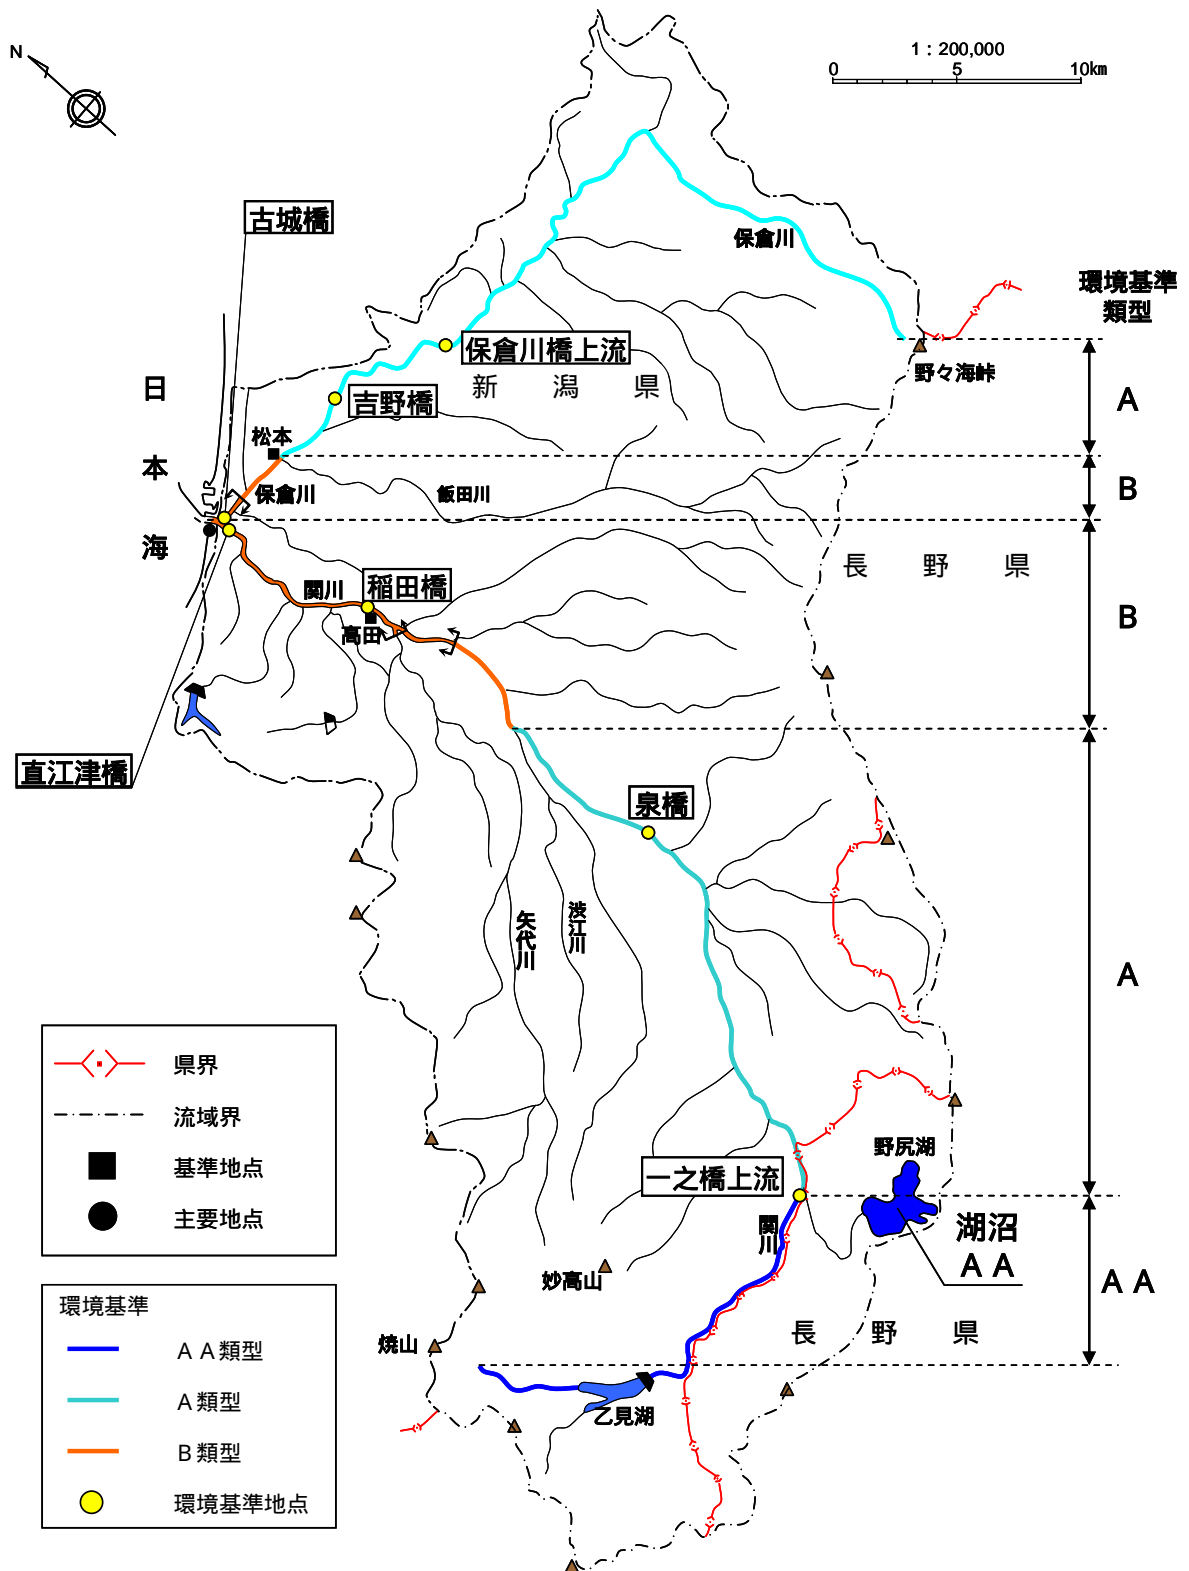 N
1：200,000
0 5 10km
古城橋
保倉川
環境基準
類型
保倉川橋上流
野々海峠
新潟県
日本海
吉野橋
A
松本
保倉川
飯田川
B
長野県
関川
稲田橋
高田
B
直江津橋
泉橋
矢代川
渋江川
A
県界
流域界
基準地点
主要地点
野尻湖
一之橋上流
関川
湖沼
ＡＡ
妙高山
ＡＡ
環境基準
ＡＡ類型
Ａ類型
Ｂ類型
環境基準地点
焼山
長野県
乙見湖